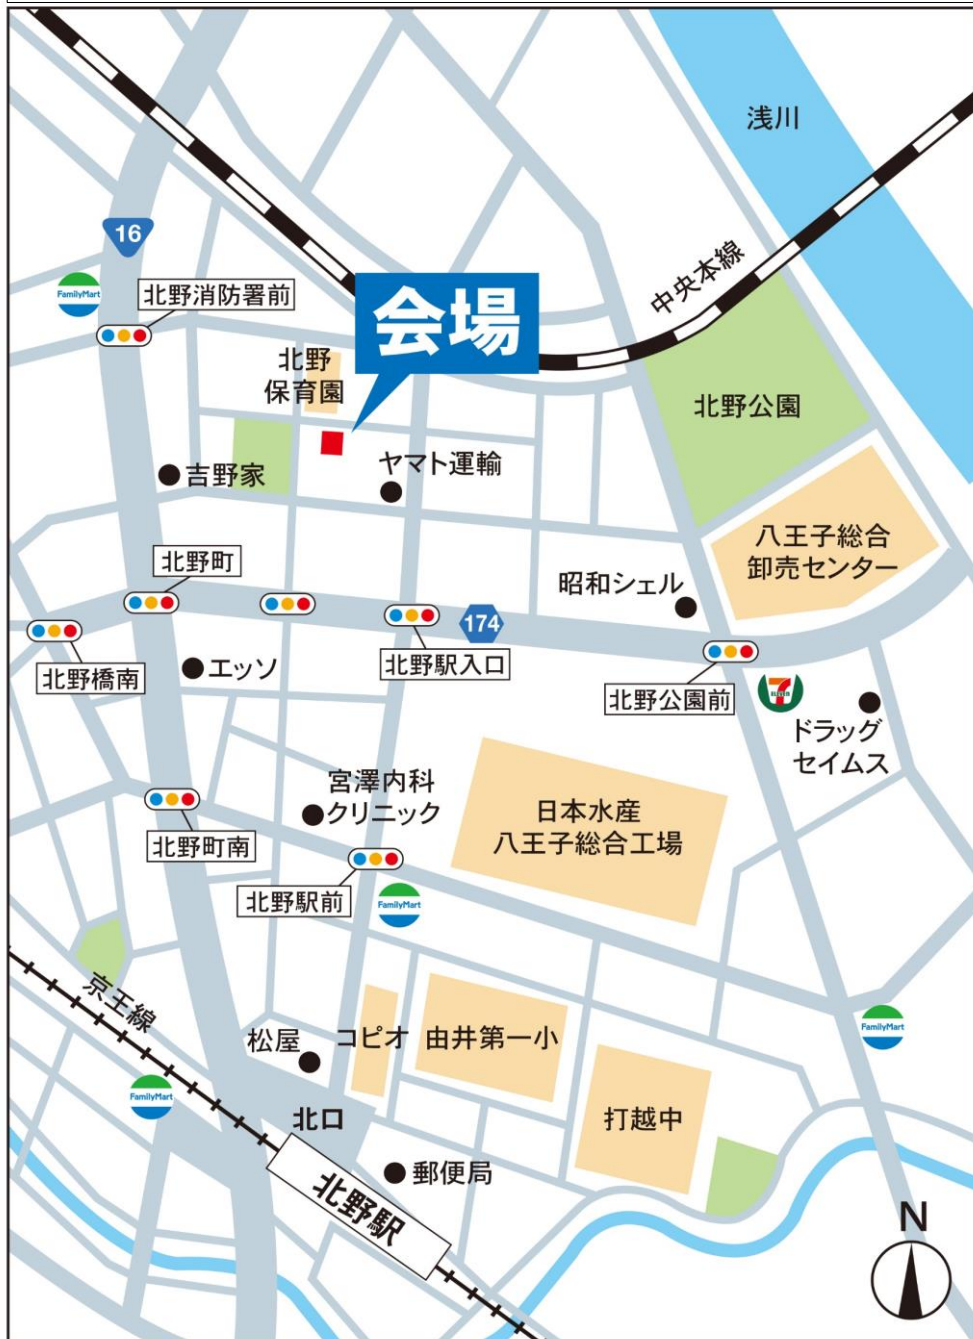 浅川
16
中央本線
FamilyMart
北野消防署前
会場
北野
保育園
北野公園
吉野家
ヤマト運輸
八王子総合
卸売センター
北野町
昭和シェル
174
北野橋南
エッソ
北野駅入口
北野公園前
7
ELEVEN
ドラッグ
セイムス
宮澤内科
クリニック
日本水産
八王子総合工場
北野町南
北野駅前
FamilyMart
京王線
松屋
コピオ
由井第一小
FamilyMart
FamilyMart
北口
打越中
郵便局
北野駅
N